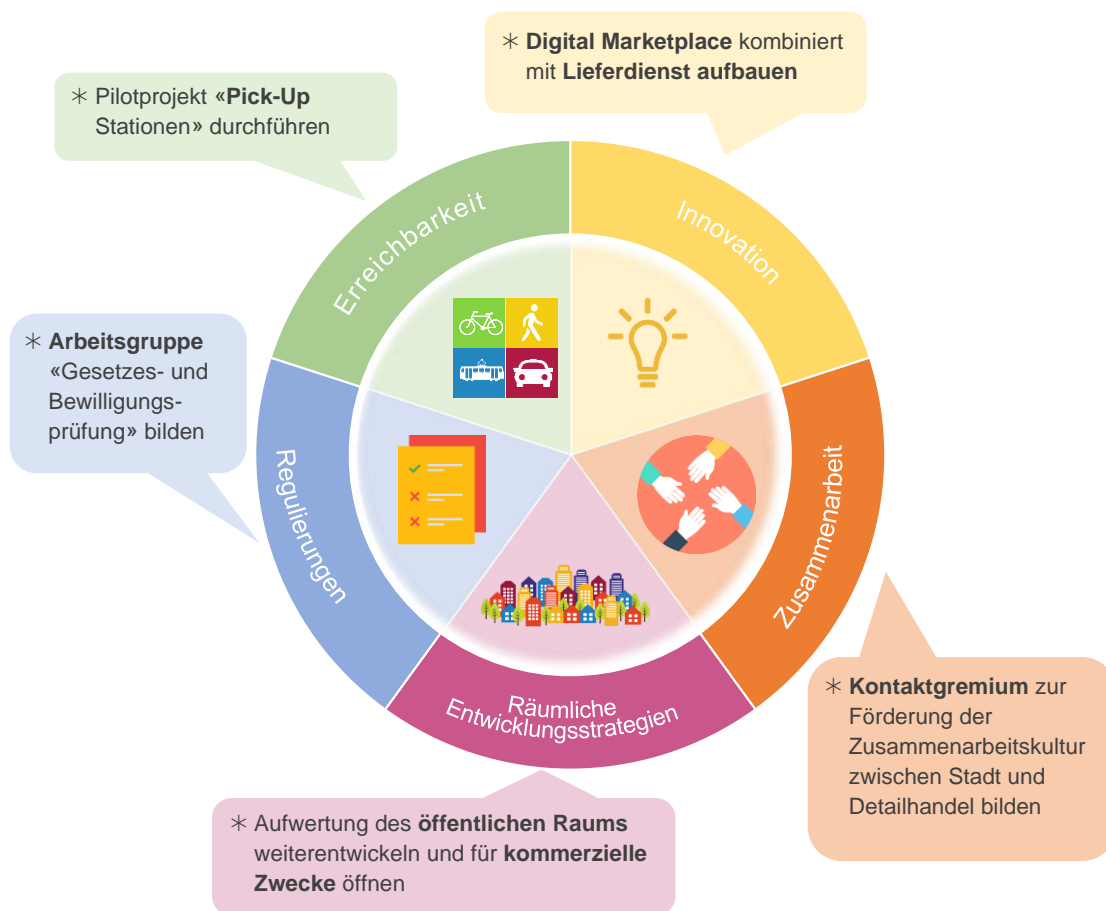 ∗ Digital Marketplace kombiniert
mit Lieferdienst aufbauen
∗ Pilotprojekt «Pick-Up
Stationen» durchführen
Erreichbarkeit
Innovation
∗ Arbeitsgruppe
«Gesetzes- und
Bewilligungs-
prüfung» bilden
Regulierungen
Zusammenarbeit
Räumliche
Entwicklungsstrategien
∗ Kontaktgremium zur
Förderung der
Zusammenarbeitskultur
zwischen Stadt und
Detailhandel bilden
∗ Aufwertung des öffentlichen Raums
weiterentwickeln und für kommerzielle
Zwecke öffnen